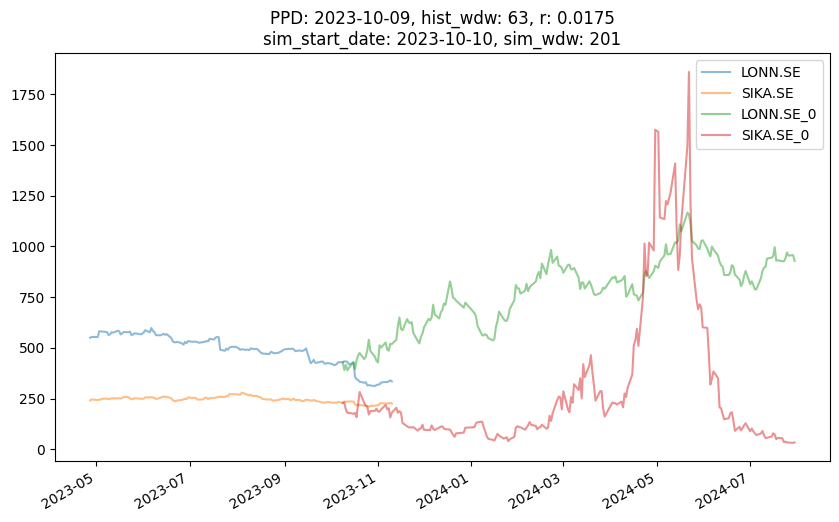 PPD: 2023-10-09, hist_wdw: 63, r: 0.0175
sim_start_date: 2023-10-10, sim_wdw: 201
LONN.SE
SIKA.SE
LONN.SE_0
SIKA.SE_0
1750
1500
1250
1000
750
500
250
0
2023-05
2023-07
2023-09
2023-11
2024-01
2024-03
2024-05
2024-07